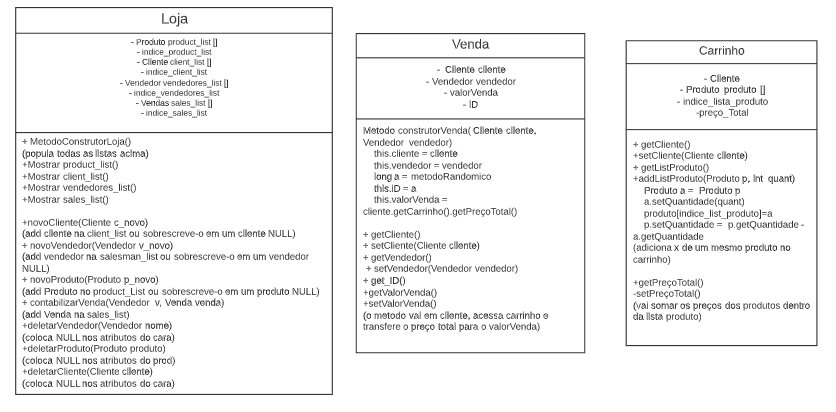 Loja
- Produto product_list []
- indice_product_list
- Cliente client_list []
- indice_client_list
- Vendedor vendedores_list []
- indice_vendedores_list
- Vendas sales_list []
- indice_sales_list
+ MetodoConstrutorLoja()
(popula todas as listas acima)
+Mostrar product_list()
+Mostrar client_list()
+Mostrar vendedores_list()
+Mostrar sales_list()
+novoCliente(Cliente c_novo)
(add cliente na client_list ou sobrescreve-o em um cliente NULL)
+ novoVendedor(Vendedor v_novo)
(add vendedor na salesman_list ou sobrescreve-o em um vendedor
NULL)
+ novoProduto(Produto p_novo)
(add Produto no product_List ou sobrescreve-o em um produto NULL)
+ contabilizarVenda(Vendedor v, Venda venda)
(add Venda na sales_list)
+deletarVendedor(Vendedor nome)
(coloca NULL nos atributos do cara)
+deletarProduto(Produto produto)
(coloca NULL nos atributos do prod)
+deletarCliente(Cliente cliente)
(coloca NULL nos atributos do cara)
Venda
- Cliente cliente
- Vendedor vendedor
- valorVenda
- ID
Metodo construtorVenda( Cliente cliente,
Vendedor vendedor)
this.cliente = cliente
this.vendedor = vendedor
long a = metodoRandomico
this.ID = a
this.valorVenda =
cliente.getCarrinho().getPreçoTotal()
+ getCliente()
+ setCliente(Cliente cliente)
+ getVendedor()
+ setVendedor(Vendedor vendedor)
+ get_ID()
+getValorVenda()
+setValorVenda()
(o metodo vai em cliente, acessa carrinho e
transfere o preço total para o valorVenda)
Carrinho
- Cliente
- Produto produto []
- indice_lista_produto
-preço_Total
+ getCliente()
+setCliente(Cliente cliente)
+ getListProduto()
+addListProduto(Produto p, Int quant)
Produto a = Produto p
a.setQuantidade(quant)
produto[indice_list_produto]=a
p.setQuantidade = p.getQuantidade -
a.getQuantidade
(adiciona x de um mesmo produto no
carrinho)
+getPreçoTotal()
-setPreçoTotal()
(vai somar os preços dos produtos dentro
da lista produto)